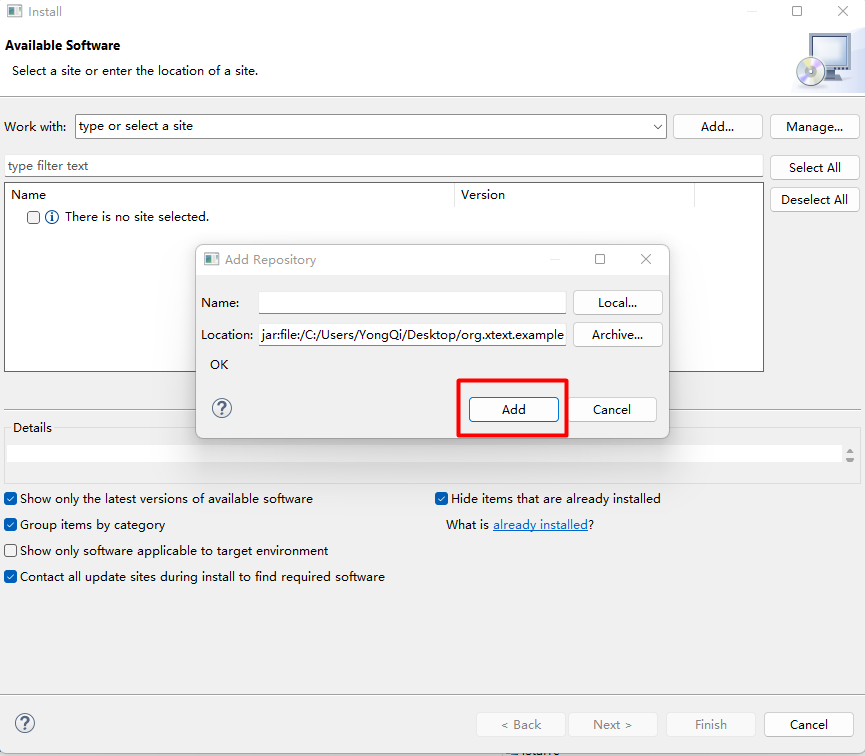 Install
Available Software
Select a site or enter the location of a site.
Work with: type or select a site Add... Manage...
type filter text Select All
Name Version Deselect All
There is no site selected.
Add Repository
Name: Local...
Location: jar:file:/C:/Users/YongQi/Desktop/org.xtext.example Archive...
OK
? Add Cancel
Details
Show only the latest versions of available software Hide items that are already installed
Group items by category What is already installed?
Show only software applicable to target environment
Contact all update sites during install to find required software
? < Back Next > Finish Cancel